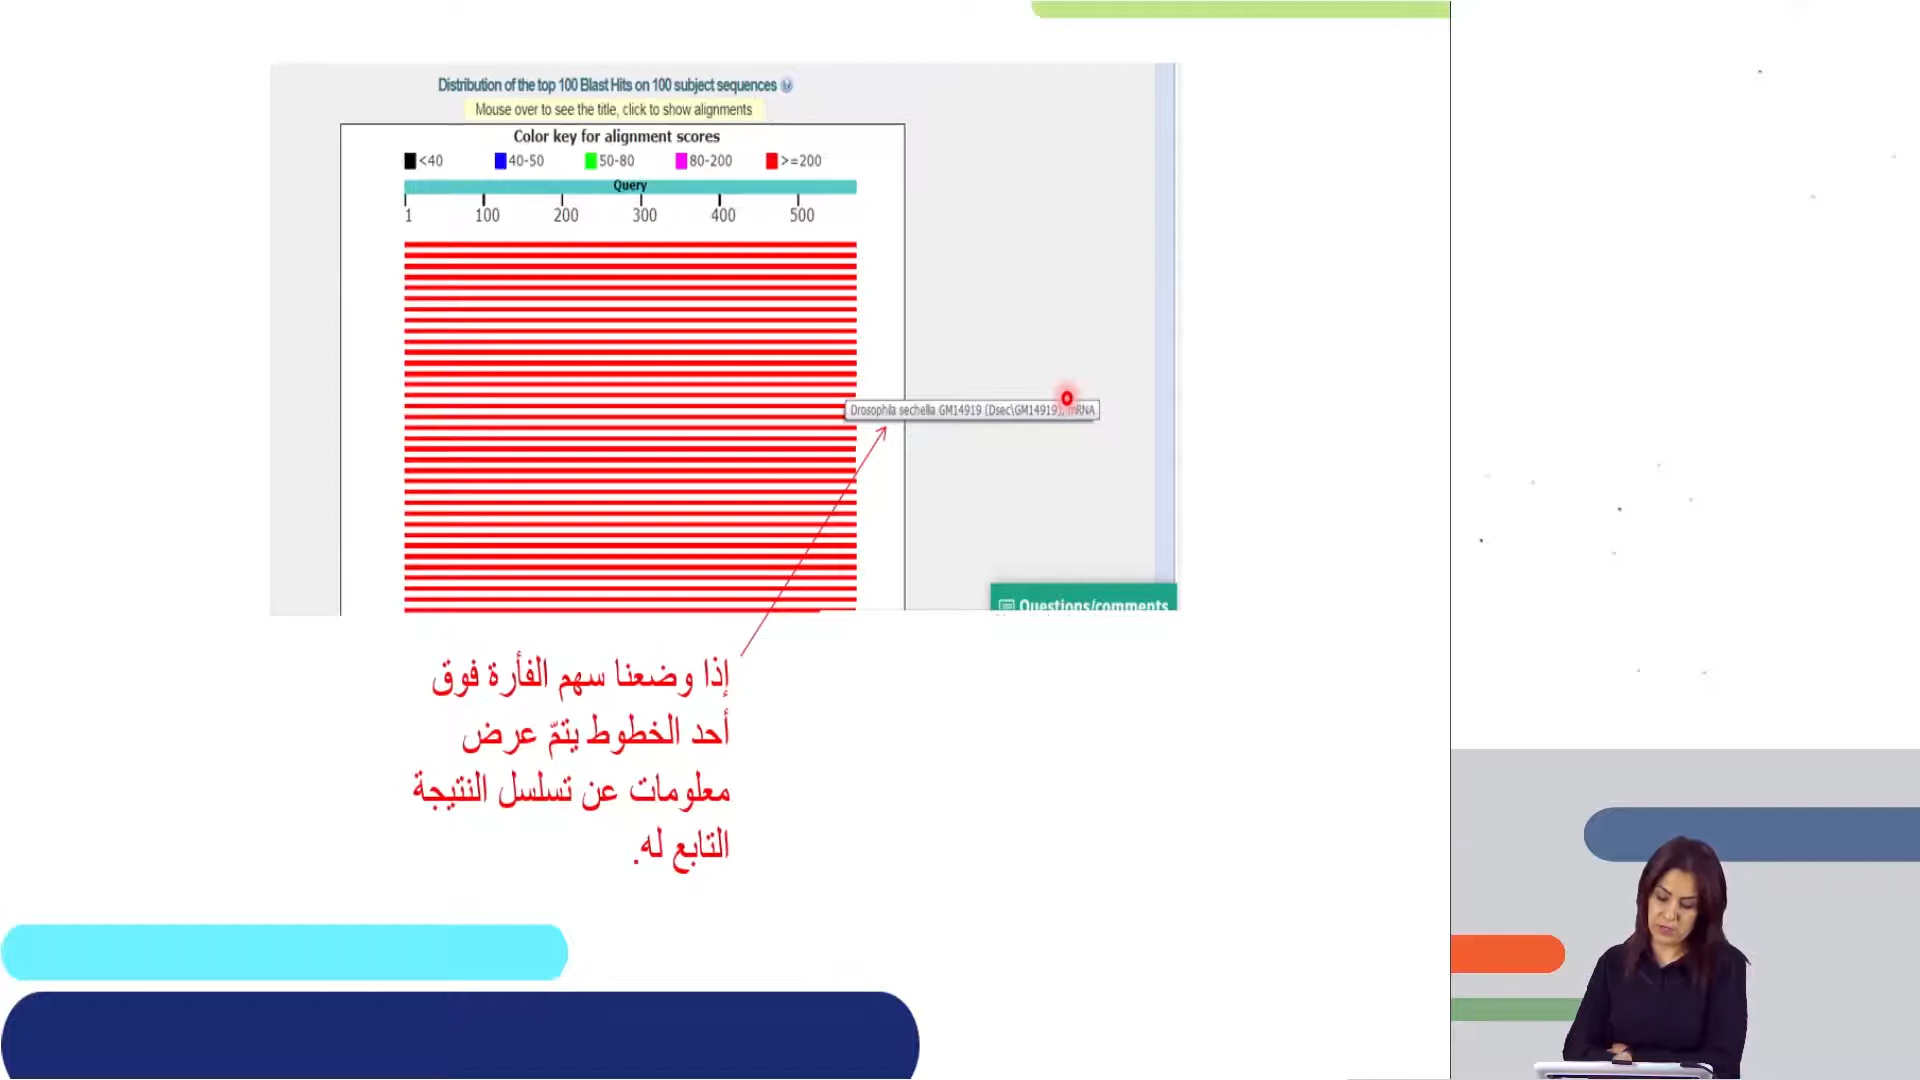 Distribution of the top 100 Blast Hits on 100 subject sequences
Mouse over to see the title, click to show alignments
Color key for alignment scores
<40 40-50 50-80 80-200 >=200
Query
1 100 200 300 400 500
Drosophila sechellia GM14919 (Dsec\GM14919), mRNA
Questions/comments
إذا وضعنا سهم الفأرة فوق
أحد الخطوط يتمّ عرض
معلومات عن تسلسل النتيجة
التابع له.